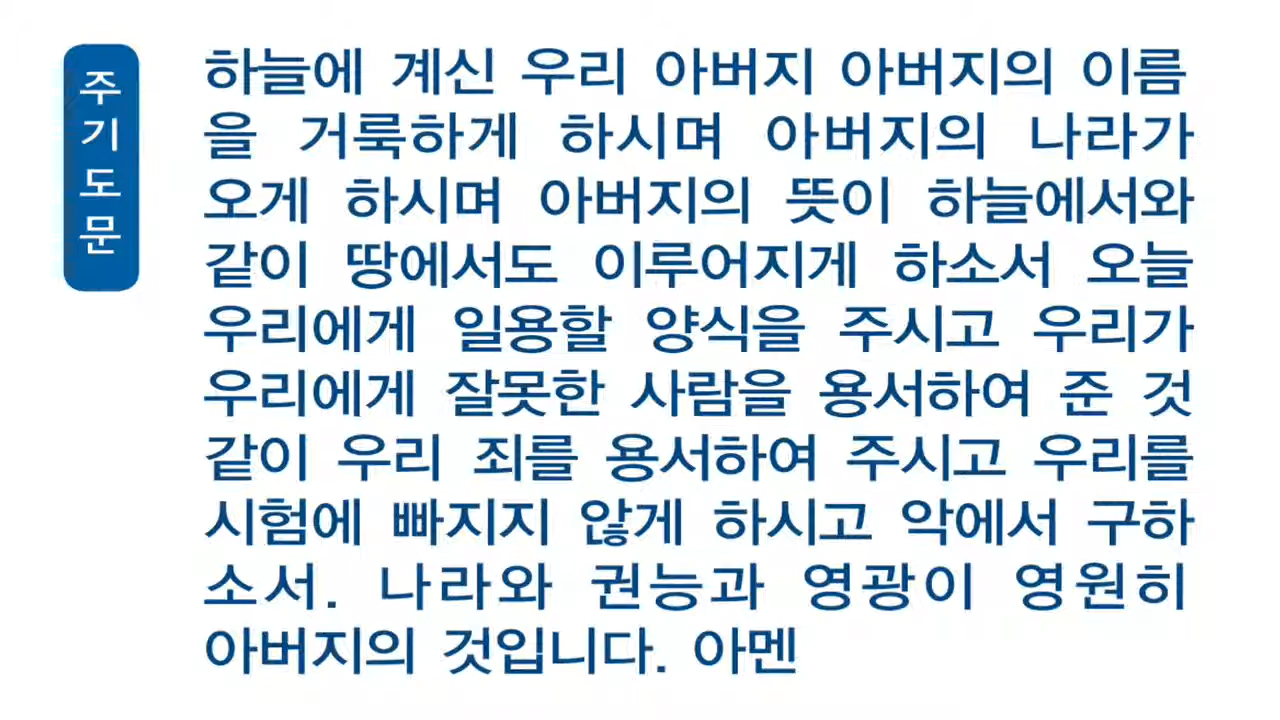 주기도문
하늘에 계신 우리 아버지 아버지의 이름
을 거룩하게 하시며 아버지의 나라가
오게 하시며 아버지의 뜻이 하늘에서와
같이 땅에서도 이루어지게 하소서 오늘
우리에게 일용할 양식을 주시고 우리가
우리에게 잘못한 사람을 용서하여 준 것
같이 우리 죄를 용서하여 주시고 우리를
시험에 빠지지 않게 하시고 악에서 구하
소서. 나라와 권능과 영광이 영원히
아버지의 것입니다. 아멘